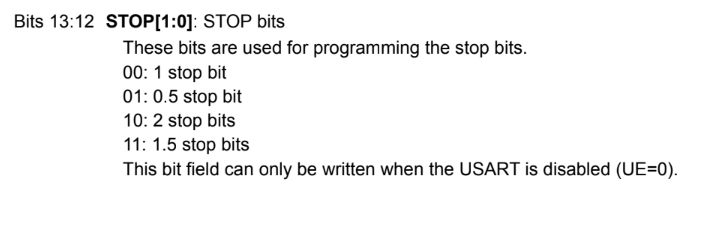 Bits 13:12 STOP[1:0]: STOP bits
These bits are used for programming the stop bits.
00: 1 stop bit
01: 0.5 stop bit
10: 2 stop bits
11: 1.5 stop bits
This bit field can only be written when the USART is disabled (UE=0).